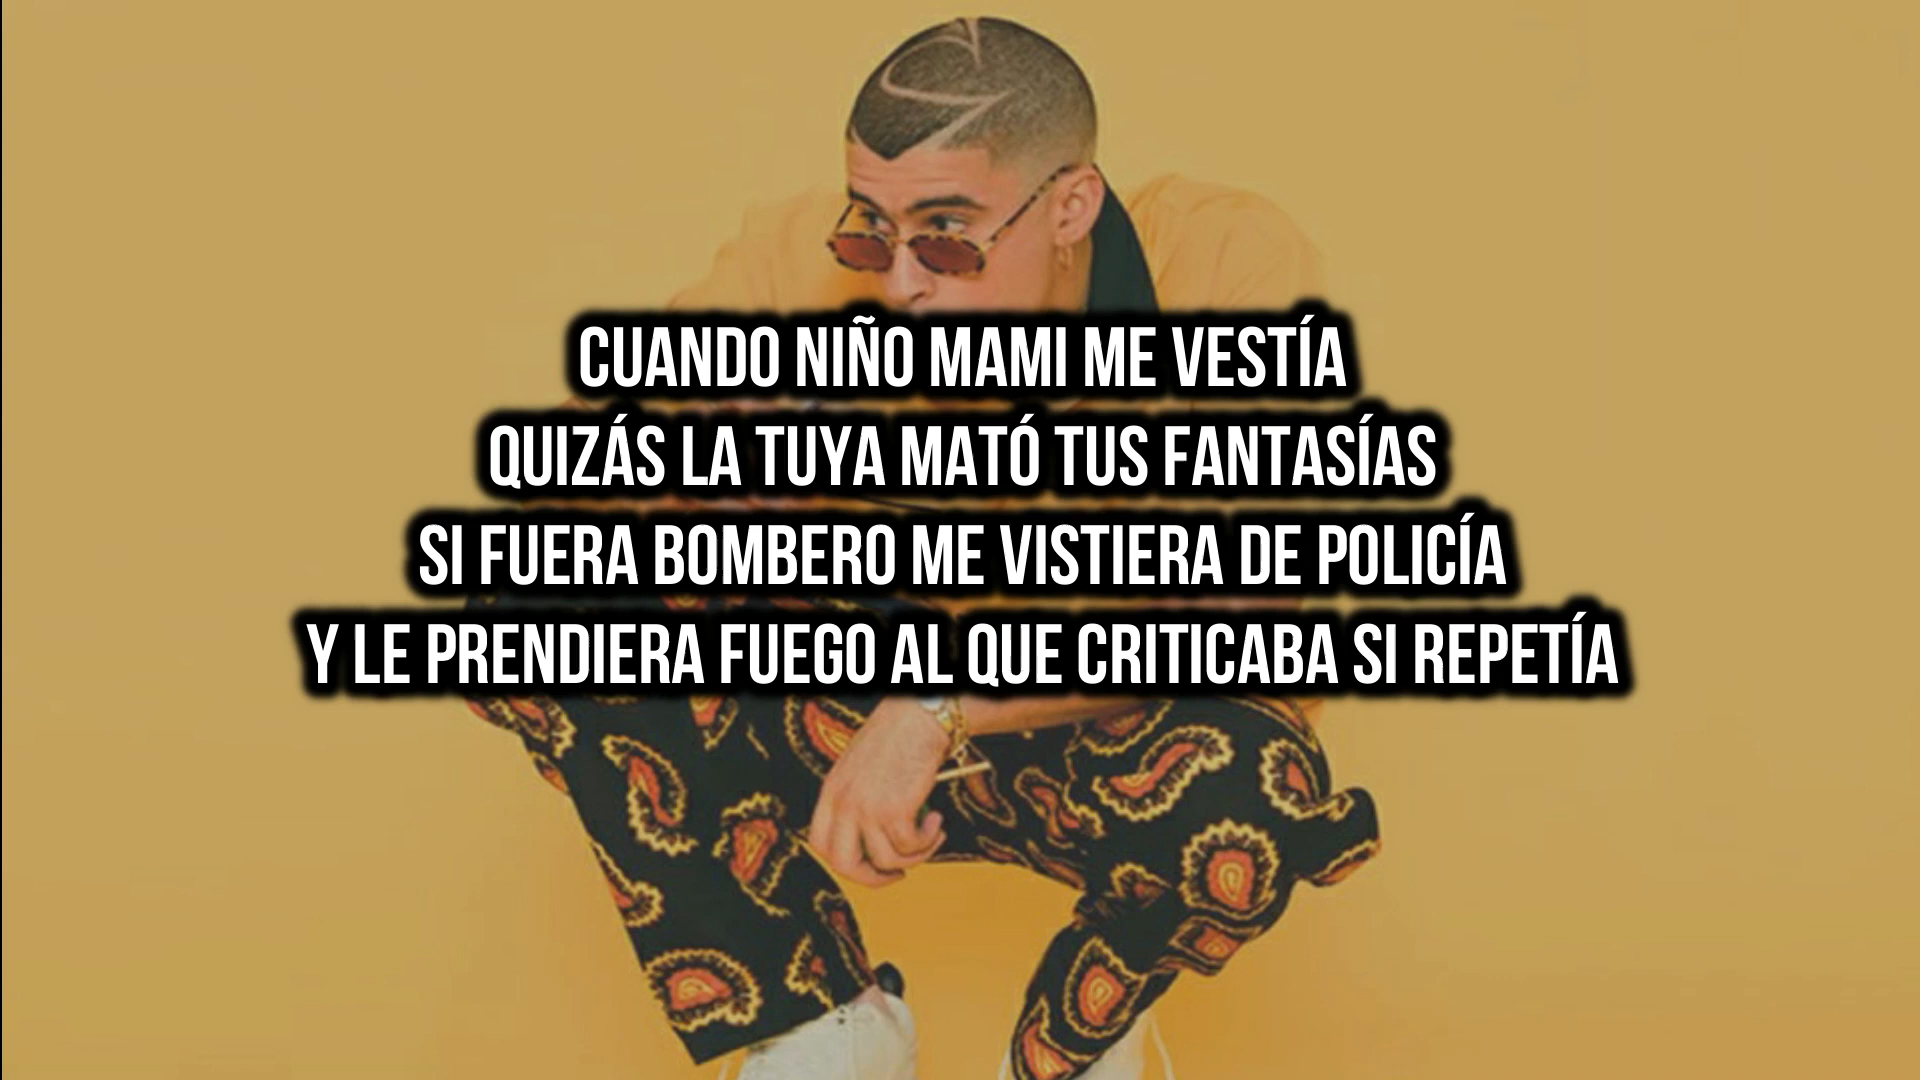 CUANDO NIÑO MAMI ME VESTÍA
QUIZÁS LA TUYA MATÓ TUS FANTASÍAS
SI FUERA BOMBERO ME VISTIERA DE POLICÍA
Y LE PRENDIERA FUEGO AL QUE CRITICABA SI REPETÍA